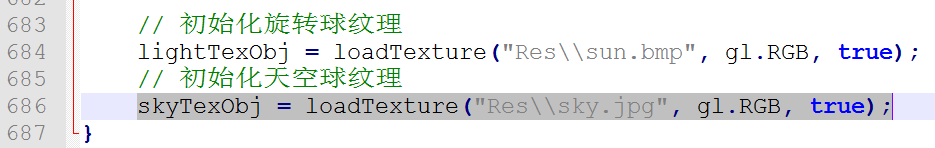 683 // 初始化旋转球纹理
684 lightTexObj = loadTexture("Res\\sun.bmp", gl.RGB, true);
685 // 初始化天空球纹理
686 skyTexObj = loadTexture("Res\\sky.jpg", gl.RGB, true);
687 }